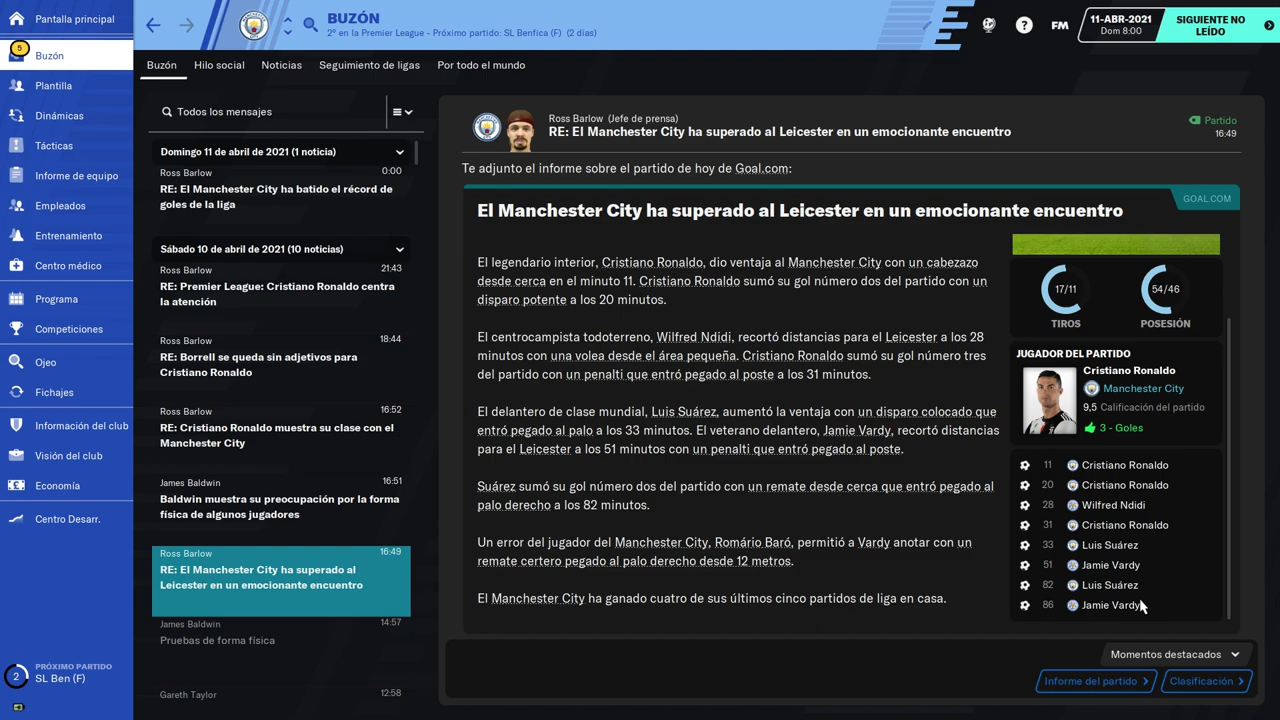 Pantalla principal
5
Buzón
Plantilla
Dinámicas
Tácticas
Informe de equipo
Empleados
Entrenamiento
Centro médico
Programa
Competiciones
Ojeo
Fichajes
Información del club
Visión del club
Economía
Centro Desarr.
2
PRÓXIMO PARTIDO
SL Ben (F)
BUZÓN
2º en la Premier League - Próximo partido: SL Benfica (F) (2 días)
?
FM
11-ABR-2021
Dom 8:00
SIGUIENTE NO
LEÍDO
Buzón
Hilo social
Noticias
Seguimiento de ligas
Por todo el mundo
Todos los mensajes
Domingo 11 de abril de 2021 (1 noticia)
Ross Barlow 0:00
RE: El Manchester City ha batido el récord de
goles de la liga
Sábado 10 de abril de 2021 (10 noticias)
Ross Barlow 21:43
RE: Premier League: Cristiano Ronaldo centra
la atención
Ross Barlow 18:44
RE: Borrell se queda sin adjetivos para
Cristiano Ronaldo
Ross Barlow 16:52
RE: Cristiano Ronaldo muestra su clase con el
Manchester City
James Baldwin 16:51
Baldwin muestra su preocupación por la forma
física de algunos jugadores
Ross Barlow 16:49
RE: El Manchester City ha superado al
Leicester en un emocionante encuentro
James Baldwin 14:57
Pruebas de forma física
Gareth Taylor 12:58
Ross Barlow (Jefe de prensa)
RE: El Manchester City ha superado al Leicester en un emocionante encuentro
Partido
16:49
Te adjunto el informe sobre el partido de hoy de Goal.com:
GOAL.COM
El Manchester City ha superado al Leicester en un emocionante encuentro
El legendario interior, Cristiano Ronaldo, dio ventaja al Manchester City con un cabezazo
desde cerca en el minuto 11. Cristiano Ronaldo sumó su gol número dos del partido con un
disparo potente a los 20 minutos.
El centrocampista todoterreno, Wilfred Ndidi, recortó distancias para el Leicester a los 28
minutos con una volea desde el área pequeña. Cristiano Ronaldo sumó su gol número tres
del partido con un penalti que entró pegado al poste a los 31 minutos.
El delantero de clase mundial, Luis Suárez, aumentó la ventaja con un disparo colocado que
entró pegado al palo a los 33 minutos. El veterano delantero, Jamie Vardy, recortó distancias
para el Leicester a los 51 minutos con un penalti que entró pegado al poste.
Suárez sumó su gol número dos del partido con un remate desde cerca que entró pegado al
palo derecho a los 82 minutos.
Un error del jugador del Manchester City, Romário Baró, permitió a Vardy anotar con un
remate certero pegado al palo derecho desde 12 metros.
El Manchester City ha ganado cuatro de sus últimos cinco partidos de liga en casa.
17/11
TIROS
54/46
POSESIÓN
JUGADOR DEL PARTIDO
Cristiano Ronaldo
Manchester City
9,5 Calificación del partido
3 - Goles
11 Cristiano Ronaldo
20 Cristiano Ronaldo
28 Wilfred Ndidi
31 Cristiano Ronaldo
33 Luis Suárez
51 Jamie Vardy
82 Luis Suárez
86 Jamie Vardy
Momentos destacados
Informe del partido
Clasificación